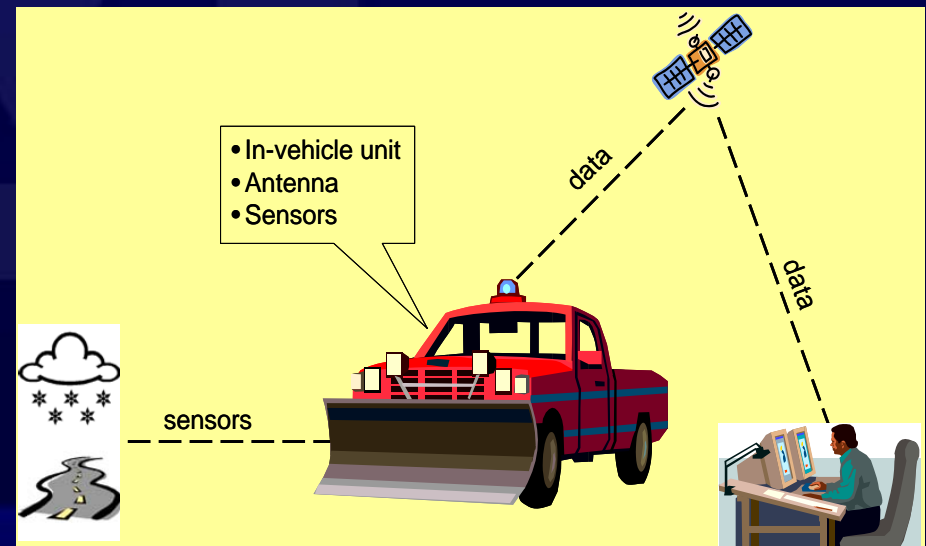 • In-vehicle unit
• Antenna
• Sensors
data
data
sensors